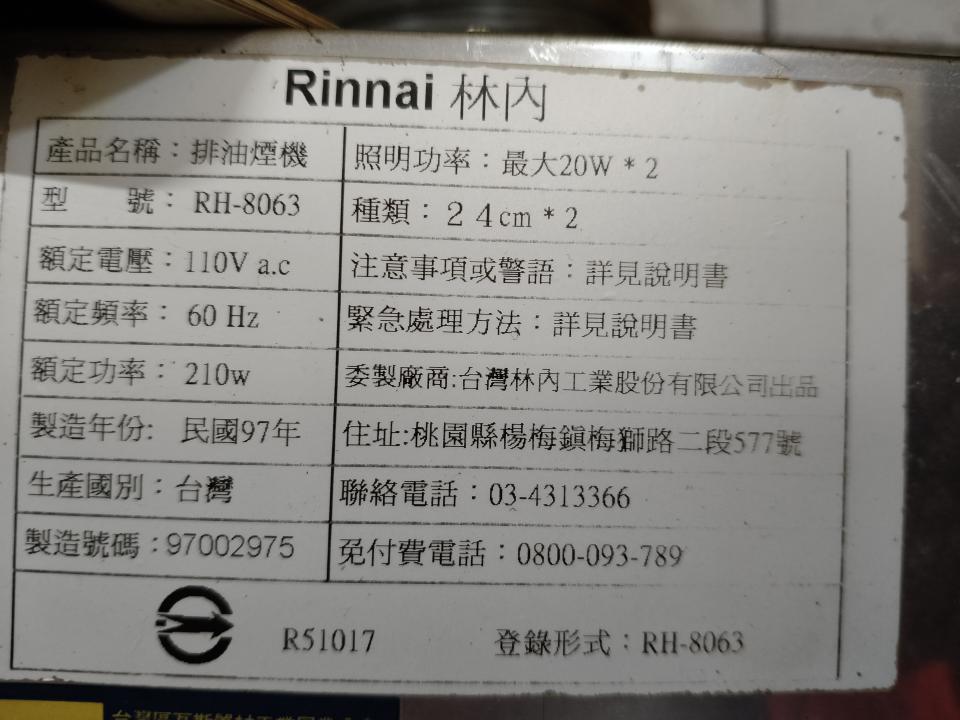 Rinnai 林內
產品名稱：排油煙機
照明功率：最大20W * 2
型　　號： RH-8063
種類： 24cm * 2
額定電壓：110V a.c
注意事項或警語：詳見說明書
額定頻率： 60 Hz
緊急處理方法：詳見說明書
額定功率： 210w
委製廠商:台灣林內工業股份有限公司出品
製造年份: 民國97年
住址:桃園縣楊梅鎮梅獅路二段577號
生產國別：台灣
聯絡電話：03-4313366
製造號碼：97002975
免付費電話：0800-093-789
R51017
登錄形式：RH-8063